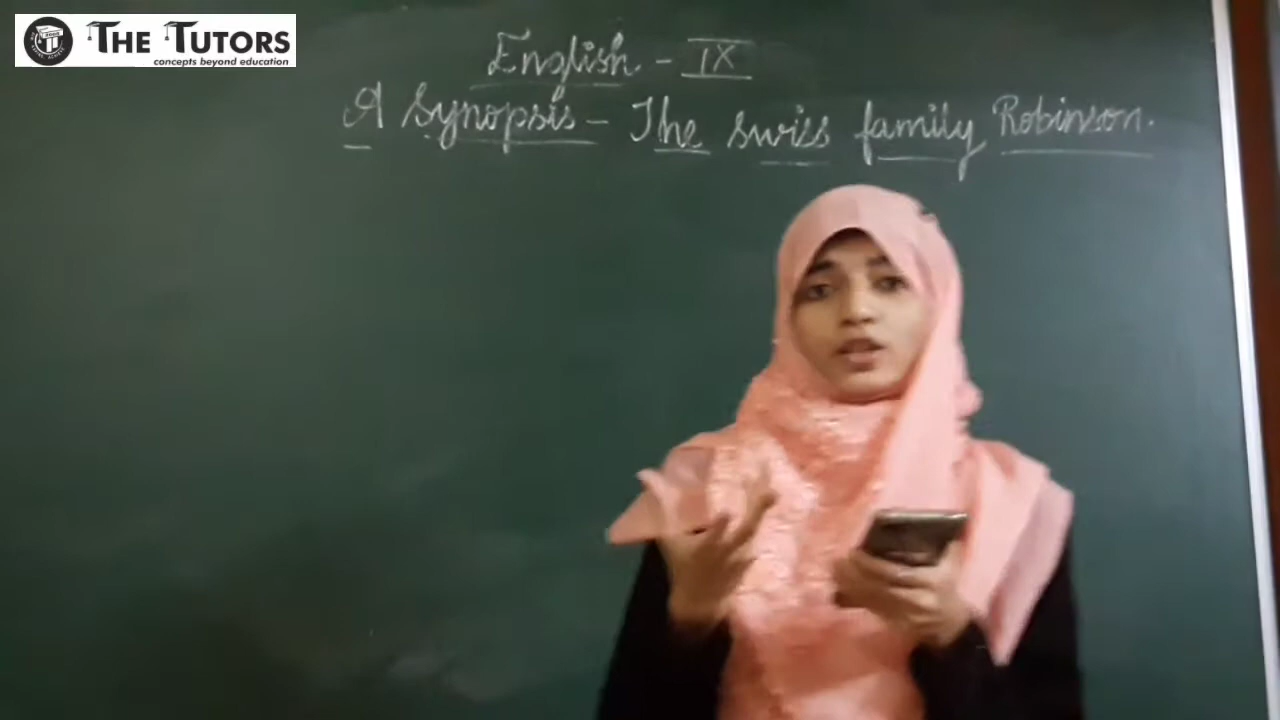 THE TUTORS
concepts beyond education
English - IX
A Synopsis - The swiss family Robinson.